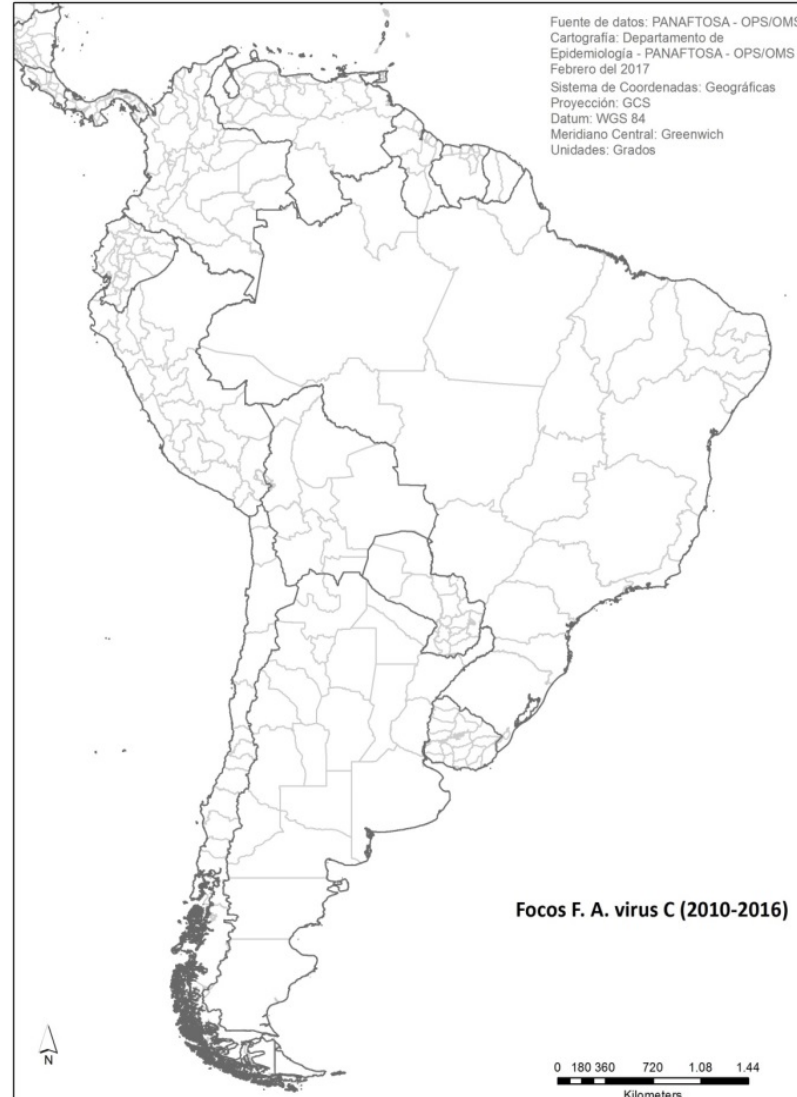 Fuente de datos: PANAFTOSA - OPS/OMS
Cartografía: Departamento de
Epidemiología - PANAFTOSA - OPS/OMS
Febrero del 2017
Sistema de Coordenadas: Geográficas
Proyección: GCS
Datum: WGS 84
Meridiano Central: Greenwich
Unidades: Grados
Focos F. A. virus C (2010-2016)
N
0 180 360 720 1.08 1.44
Kilometers